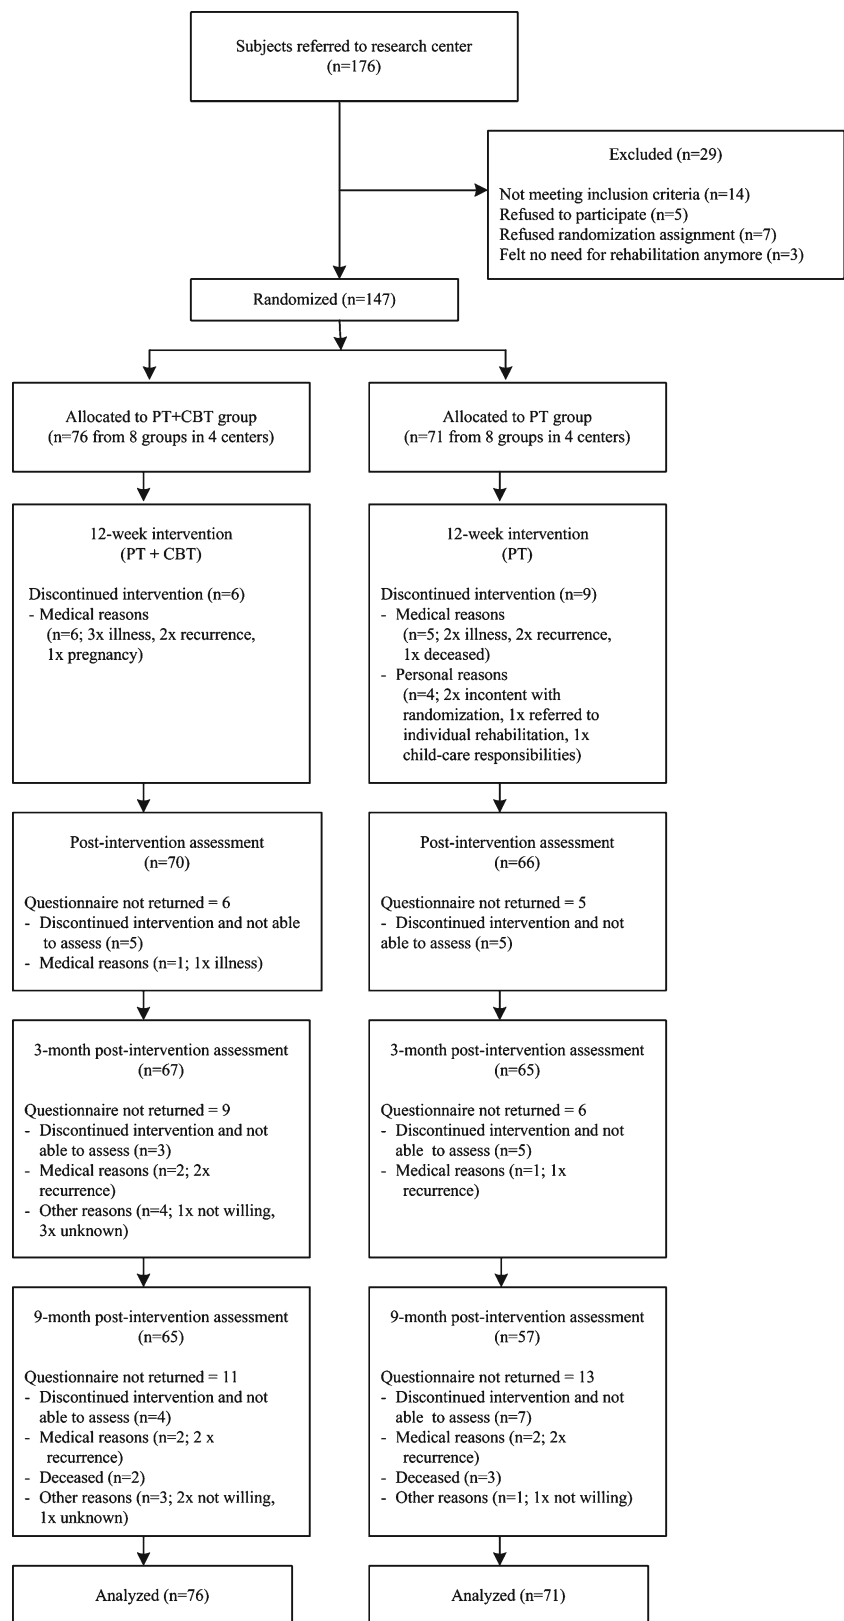 Subjects referred to research center
(n=176)
Excluded (n=29)
Not meeting inclusion criteria (n=14)
Refused to participate (n=5)
Refused randomization assignment (n=7)
Felt no need for rehabilitation anymore (n=3)
Randomized (n=147)
Allocated to PT+CBT group
(n=76 from 8 groups in 4 centers)
Allocated to PT group
(n=71 from 8 groups in 4 centers)
12-week intervention
(PT + CBT)
Discontinued intervention (n=6)
- Medical reasons
(n=6; 3x illness, 2x recurrence,
1x pregnancy)
12-week intervention
(PT)
Discontinued intervention (n=9)
- Medical reasons
(n=5; 2x illness, 2x recurrence,
1x deceased)
- Personal reasons
(n=4; 2x incontent with
randomization, 1x referred to
individual rehabilitation, 1x
child-care responsibilities)
Post-intervention assessment
(n=70)
Questionnaire not returned = 6
- Discontinued intervention and not able
to assess (n=5)
- Medical reasons (n=1; 1x illness)
Post-intervention assessment
(n=66)
Questionnaire not returned = 5
- Discontinued intervention and not
able to assess (n=5)
3-month post-intervention assessment
(n=67)
Questionnaire not returned = 9
- Discontinued intervention and not
able to assess (n=3)
- Medical reasons (n=2; 2x
recurrence)
- Other reasons (n=4; 1x not willing,
3x unknown)
3-month post-intervention assessment
(n=65)
Questionnaire not returned = 6
- Discontinued intervention and not
able to assess (n=5)
- Medical reasons (n=1; 1x
recurrence)
9-month post-intervention assessment
(n=65)
Questionnaire not returned = 11
- Discontinued intervention and not
able to assess (n=4)
- Medical reasons (n=2; 2 x
recurrence)
- Deceased (n=2)
- Other reasons (n=3; 2x not willing,
1x unknown)
9-month post-intervention assessment
(n=57)
Questionnaire not returned = 13
- Discontinued intervention and not
able to assess (n=7)
- Medical reasons (n=2; 2x
recurrence)
- Deceased (n=3)
- Other reasons (n=1; 1x not willing)
Analyzed (n=76)
Analyzed (n=71)